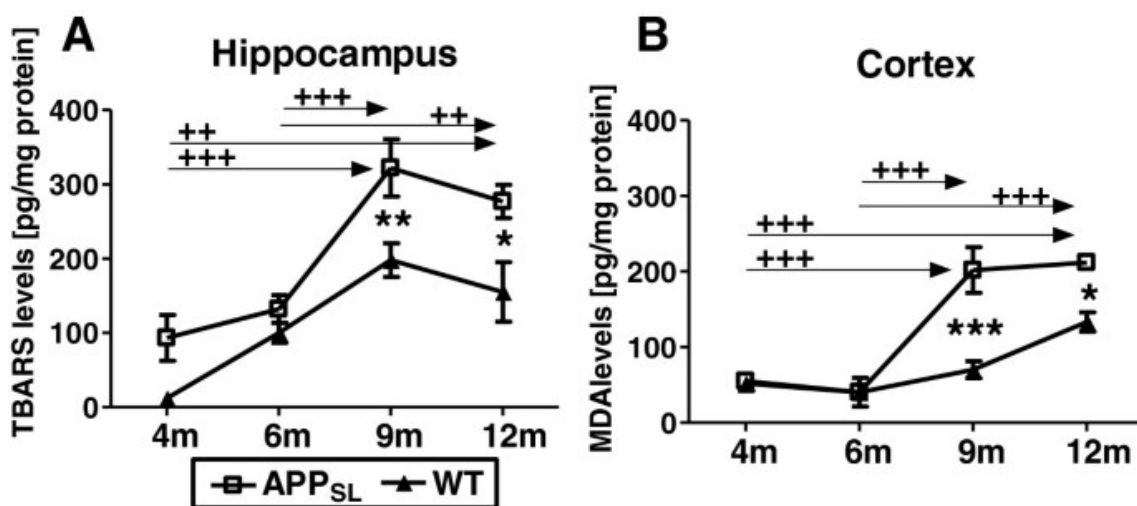 A
Hippocampus
TBARS levels [pg/mg protein]
400
300
200
100
0
+++
++
++
+++
**
*
4m
6m
9m
12m
APPSL
WT
B
Cortex
MDAlevels [pg/mg protein]
400
300
200
100
0
+++
+++
+++
+++
***
*
4m
6m
9m
12m